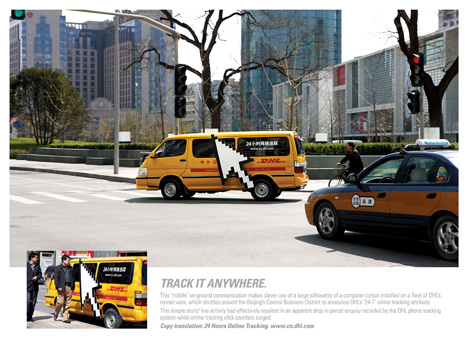 24小时网络追踪
www.cn.dhl.com
DHL
24小时网络追踪
DHL
TRACK IT ANYWHERE.
This 'mobile' on-ground communication makes clever use of a large silhouette of a computer cursor installed on a fleet of DHL's
runner vans, which shuttles around the Beijing's Central Business District to announce DHL's '24-7' online tracking attribute.
This simple stunt/ live activity had effectively resulted in an apparent drop in parcel enquiry recorded by the DHL phone tracking
system while online tracking click counters surged.
Copy translation: 24 Hours Online Tracking. www.cn.dhl.com